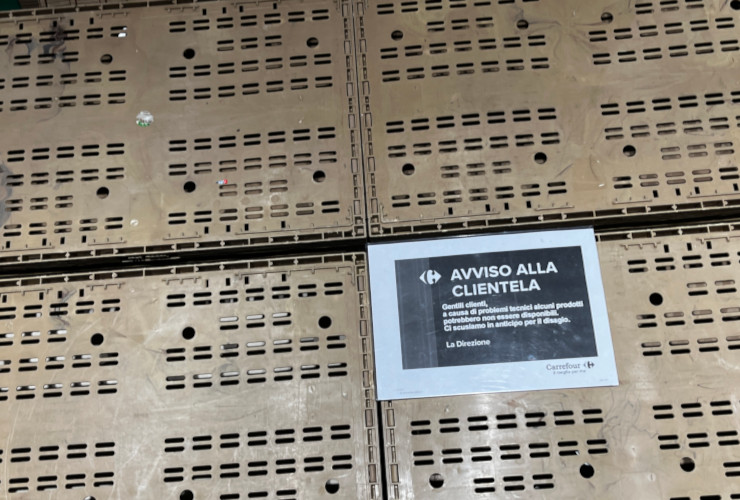 AVVISO ALLA
CLIENTELA
Gentili clienti,
a causa di problemi tecnici alcuni prodotti
potrebbero non essere disponibili.
Ci scusiamo in anticipo per il disagio.
La Direzione
Carrefour